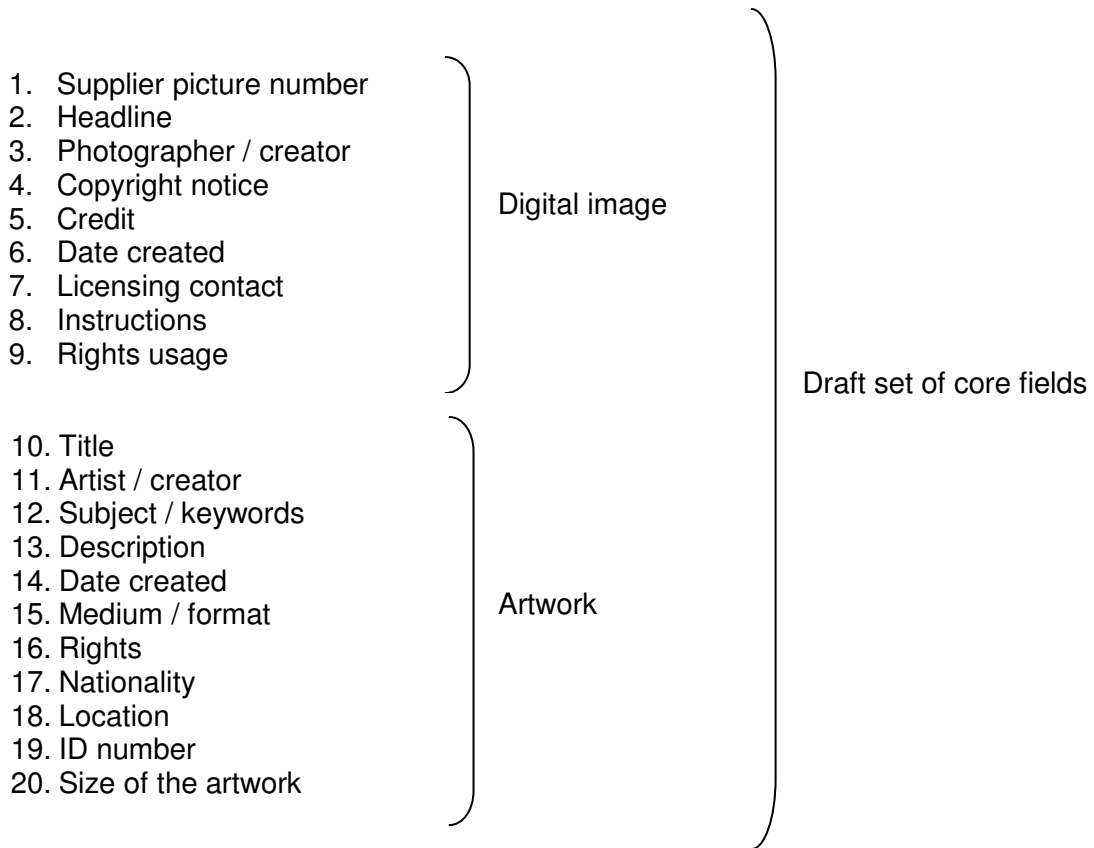 1. Supplier picture number
2. Headline
3. Photographer / creator
4. Copyright notice
5. Credit
6. Date created
7. Licensing contact
8. Instructions
9. Rights usage
Digital image
10. Title
11. Artist / creator
12. Subject / keywords
13. Description
14. Date created
15. Medium / format
16. Rights
17. Nationality
18. Location
19. ID number
20. Size of the artwork
Artwork
Draft set of core fields